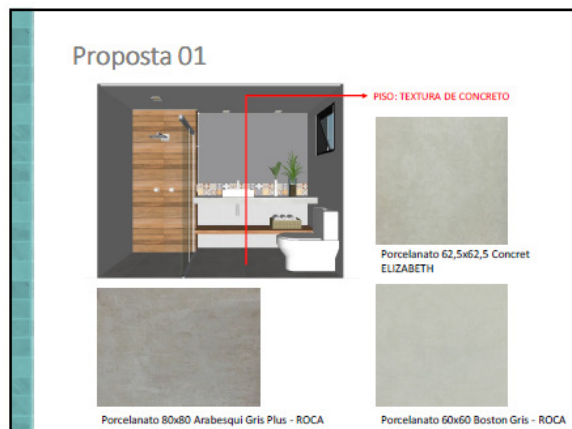 Proposta 01
PISO: TEXTURA DE CONCRETO
Porcelanato 62,5x62,5 Concret
ELIZABETH
Porcelanato 80x80 Arabesqui Gris Plus - ROCA
Porcelanato 60x60 Boston Gris - ROCA